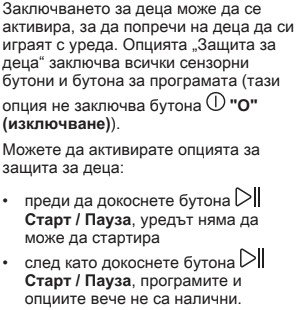 Заключването за деца може да се
активира, за да попречи на деца да си
играят с уреда. Опцията „Защита за
деца“ заключва всички сензорни
бутони и бутона за програмата (тази
опция не заключва бутона "O"
(изключване)).
Можете да активирате опцията за
защита за деца:
• преди да докоснете бутона
Старт / Пауза, уредът няма да
може да стартира
• след като докоснете бутона
Старт / Пауза, програмите и
опциите вече не са налични.